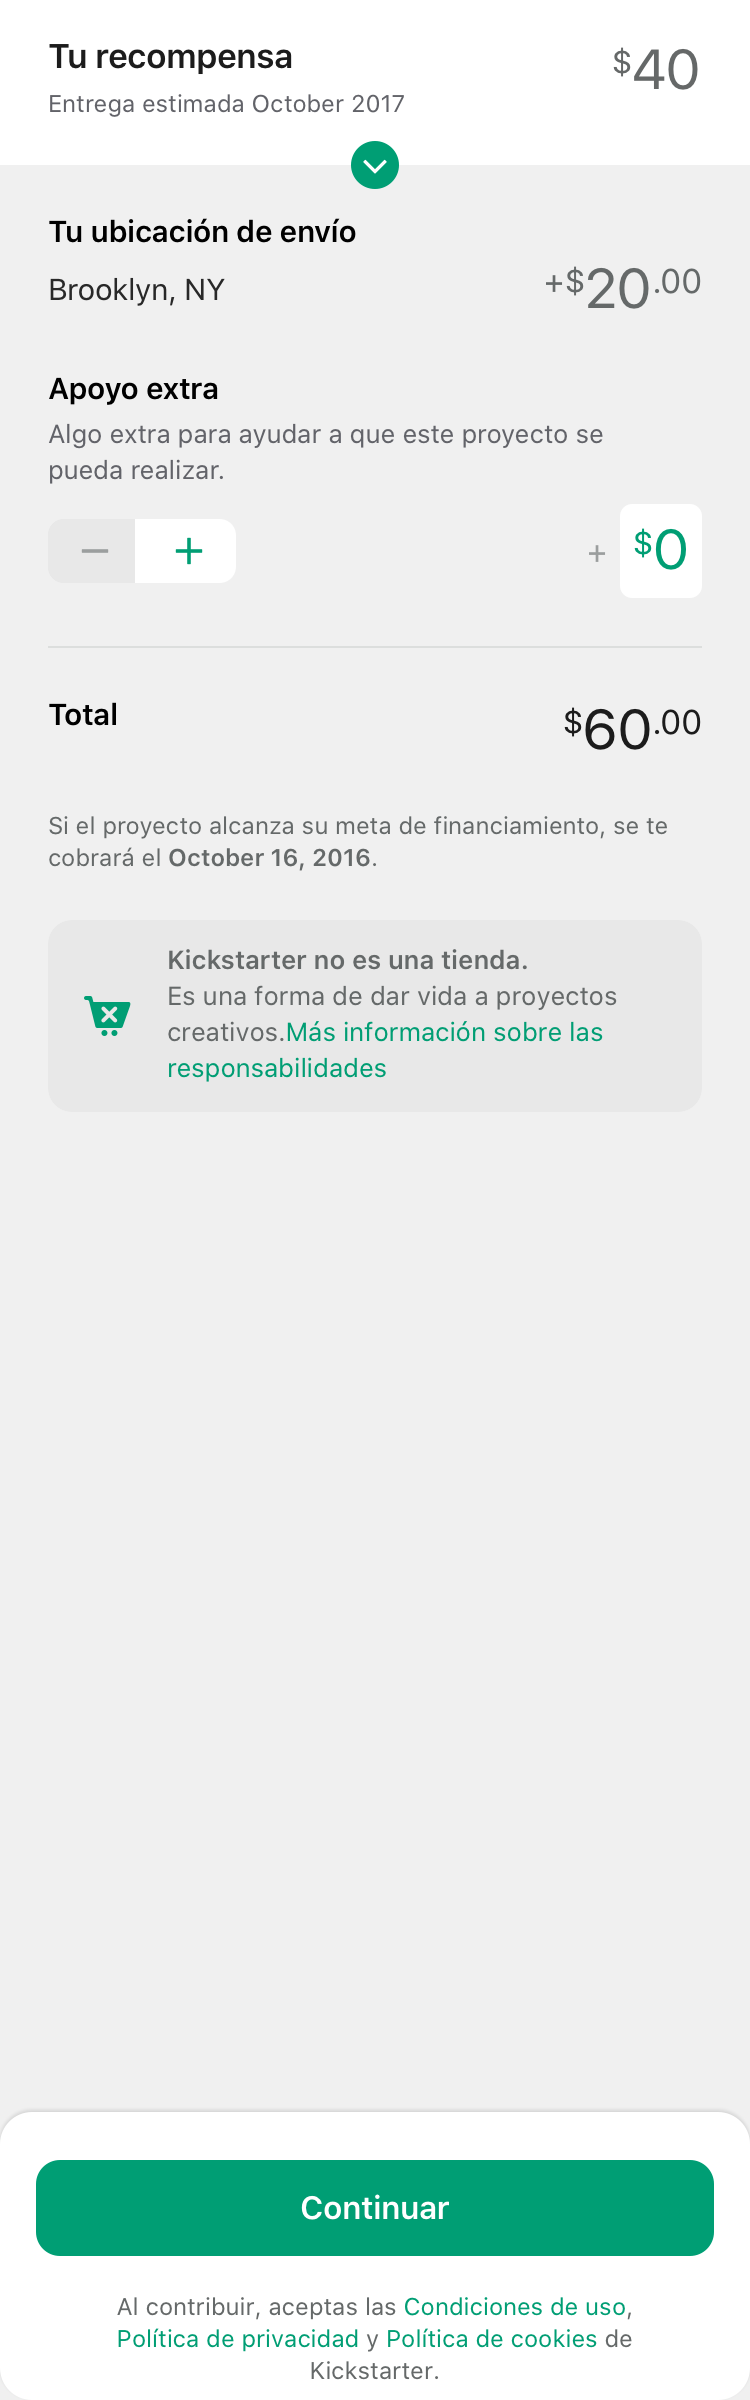 Tu recompensa
$40
Entrega estimada October 2017
Tu ubicación de envío
Brooklyn, NY
+$20.00
Apoyo extra
Algo extra para ayudar a que este proyecto se
pueda realizar.
− +
+ $0
Total
$60.00
Si el proyecto alcanza su meta de financiamiento, se te
cobrará el October 16, 2016.
Kickstarter no es una tienda.
Es una forma de dar vida a proyectos
creativos.Más información sobre las
responsabilidades
Continuar
Al contribuir, aceptas las Condiciones de uso,
Política de privacidad y Política de cookies de
Kickstarter.